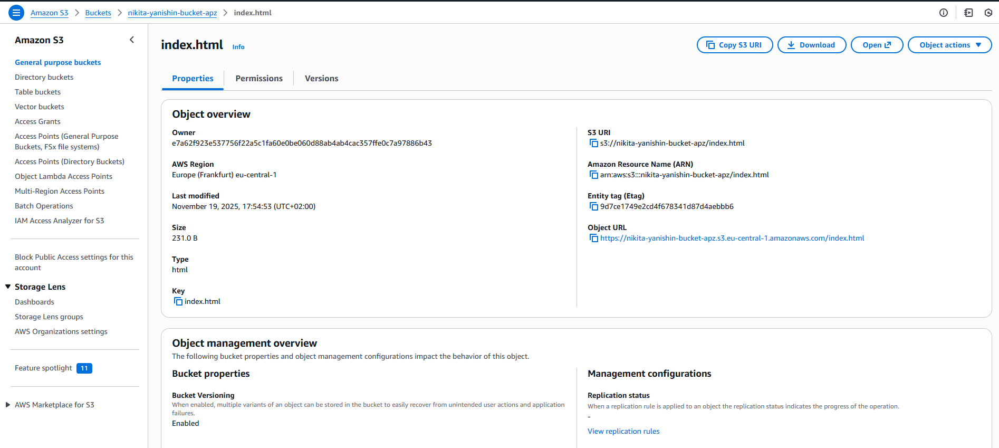 Amazon S3 > Buckets > nikita-yanishin-bucket-apz > index.html
Amazon S3
General purpose buckets
Directory buckets
Table buckets
Vector buckets
Access Grants
Access Points (General Purpose
Buckets, FSx file systems)
Access Points (Directory Buckets)
Object Lambda Access Points
Multi-Region Access Points
Batch Operations
IAM Access Analyzer for S3
Block Public Access settings for this
account
Storage Lens
Dashboards
Storage Lens groups
AWS Organizations settings
Feature spotlight 11
AWS Marketplace for S3
index.html Info
Copy S3 URI
Download
Open
Object actions
Properties
Permissions
Versions
Object overview
Owner
e7a62f923e537756f22a5c1fa60e0be060d88ab4ab4cac357ffe0c7a97886b43
AWS Region
Europe (Frankfurt) eu-central-1
Last modified
November 19, 2025, 17:54:53 (UTC+02:00)
Size
231.0 B
Type
html
Key
index.html
S3 URI
s3://nikita-yanishin-bucket-apz/index.html
Amazon Resource Name (ARN)
arn:aws:s3:::nikita-yanishin-bucket-apz/index.html
Entity tag (Etag)
9d7ce1749e2cd4f678341d87d4aebbb6
Object URL
https://nikita-yanishin-bucket-apz.s3.eu-central-1.amazonaws.com/index.html
Object management overview
The following bucket properties and object management configurations impact the behavior of this object.
Bucket properties
Bucket Versioning
When enabled, multiple variants of an object can be stored in the bucket to easily recover from unintended user actions and application
failures.
Enabled
Management configurations
Replication status
When a replication rule is applied to an object the replication status indicates the progress of the operation.
-
View replication rules